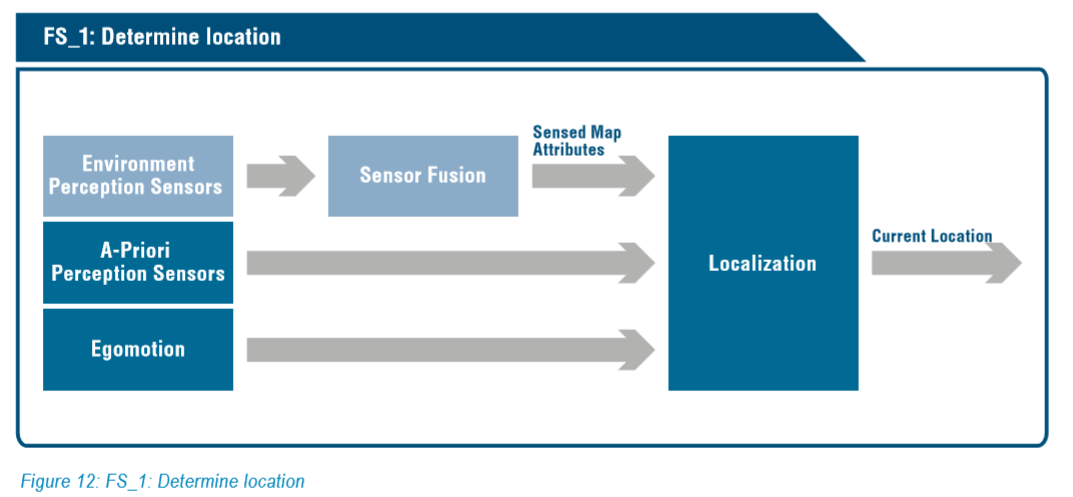 FS_1: Determine location
Environment
Perception Sensors
Sensor Fusion
Sensed Map
Attributes
A-Priori
Perception Sensors
Egomotion
Localization
Current Location
Figure 12: FS_1: Determine location